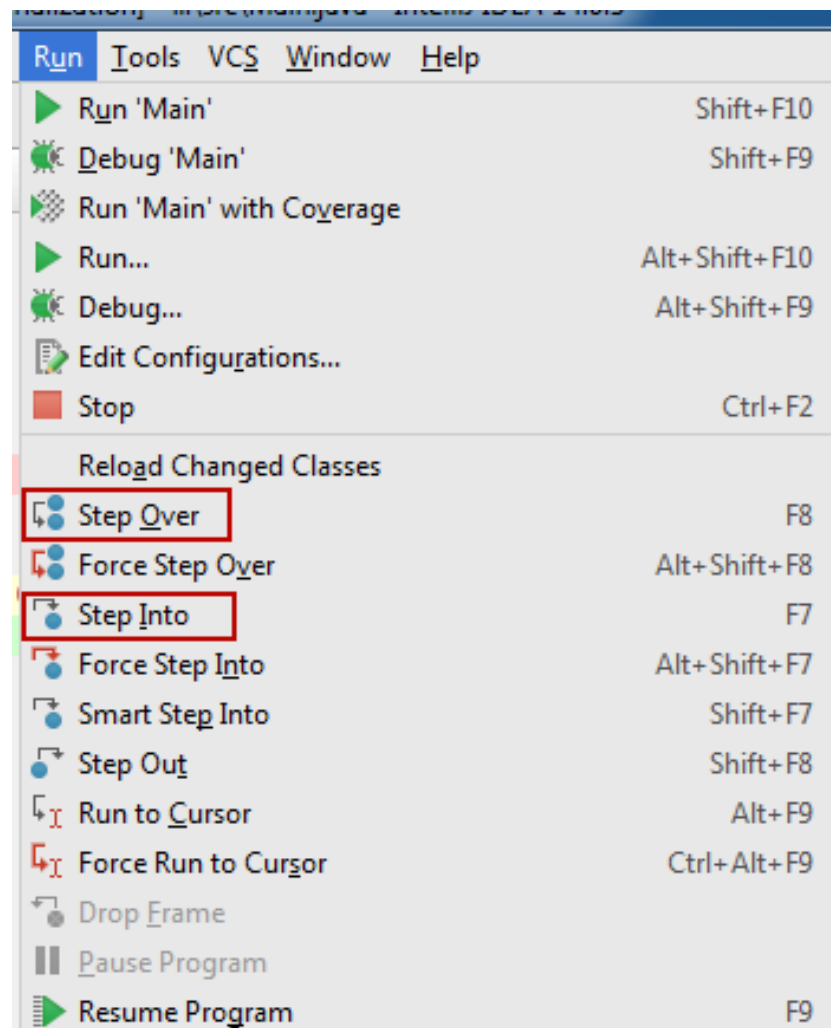 Run Tools VCS Window Help
Run 'Main' Shift+F10
Debug 'Main' Shift+F9
Run 'Main' with Coverage
Run... Alt+Shift+F10
Debug... Alt+Shift+F9
Edit Configurations...
Stop Ctrl+F2
Reload Changed Classes
Step Over F8
Force Step Over Alt+Shift+F8
Step Into F7
Force Step Into Alt+Shift+F7
Smart Step Into Shift+F7
Step Out Shift+F8
Run to Cursor Alt+F9
Force Run to Cursor Ctrl+Alt+F9
Drop Frame
Pause Program
Resume Program F9